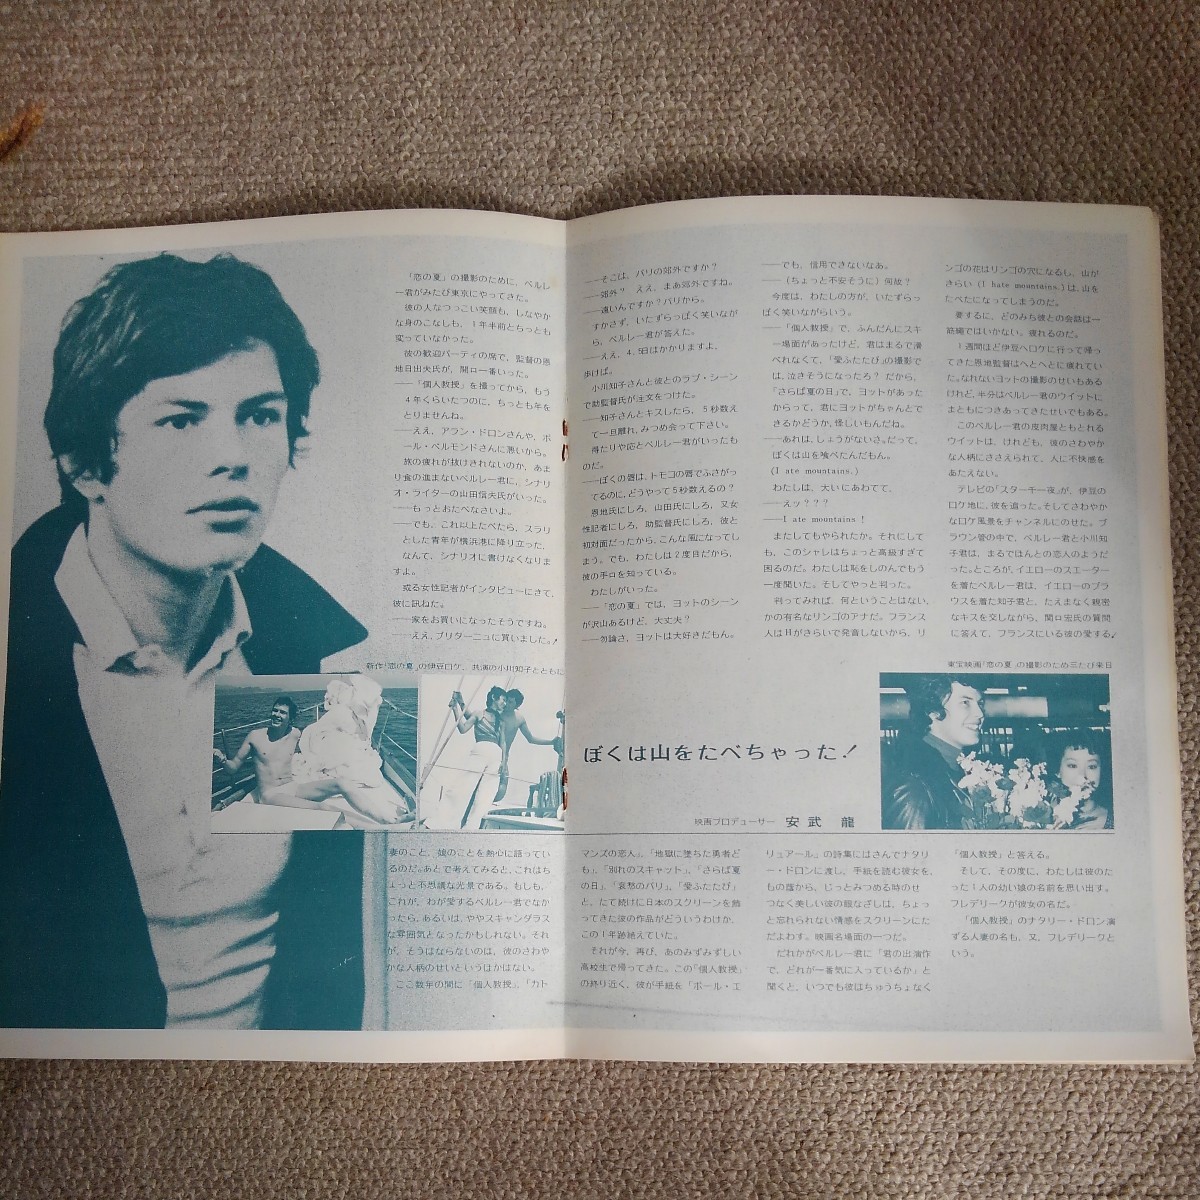 「恋の夏」の撮影のために、ベルレ
ー君がみたび東京にやってきた。
彼の人なつっこい笑顔も、しなやか
な身のこなしも、1年半前とちっとも
変っていなかった。
彼の歓迎パーティの席で、監督の恩
地日出夫氏が、開口一番いった。
──「個人教授」を撮ってから、もう
4年くらいたつのに、ちっとも年を
とりませんね。
──ええ、アラン・ドロンさんや、ポ
ール・ベルモンドさんに悪いから。
旅の疲れが抜けきれないのか、あま
り食の進まないベルレー君に、シナリ
オ・ライターの山田信夫氏がいった。
──もっとおたべなさいよ。
──でも、これ以上たべたら、スラリ
とした青年が横浜港に降り立った、
なんて、シナリオに書けなくなりま
すよ。
或る女性記者がインタビューにきて、
彼に訊ねた。
──家をお買いになったそうですね。
──ええ、ブリターニュに買いました!
──そこは、パリの郊外ですか?
──郊外? ええ、まあ郊外ですね。
──遠いんですか?パリから。
すかさず、いたずらっぽく笑いなが
ら、ベルレー君が答えた。
──ええ、4、5日はかかりますよ、
歩けば。
小川知子さんと彼とのラブ・シーン
で助監督氏が注文をつけた。
──知子さんとキスしたら、5秒数え
て一旦離れ、みつめ合って下さい。
得たりや応とベルレー君がいったも
のだ。
──ぼくの唇は、トモコの唇でふさがっ
てるのに、どうやって5秒数えるの?
恩地氏にしろ、山田氏にしろ、又女
性記者にしろ、助監督氏にしろ、彼と
初対面だったから、こんな風になってし
まう。でも、わたしは2度目だから、
彼の手口を知っている。
わたしがいった。
──「恋の夏」では、ヨットのシーン
が沢山あるけど、大丈夫?
──勿論さ、ヨットは大好きだもん。
──でも、信用できないなあ。
──(ちょっと不安そうに)何故?
今度は、わたしの方が、いたずらっ
ぽく笑いながらいう。
──「個人教授」で、ふんだんにスキ
ー場面があったけど、君はまるで滑
べれなくて、「愛ふたたび」の撮影で
は、泣きそうになったろ? だから、
「さらば夏の日」で、ヨットがあった
からって、君にヨットがちゃんとで
きるかどうか、怪しいもんだね。
──あれは、しょうがないさ。だって、
ぼくは山を喰べたんだもん。
(I ate mountains.)
わたしは、大いにあわてて、
──えッ???
──I ate mountains!
またしてもやられたか。それにして
も、このシャレはちょっと高級すぎて
困るのだ。わたしは恥をしのんでもう
一度聞いた。そしてやっと判った。
判ってみれば、何ということはない、
かの有名なリンゴのアナだ。フランス
人はHがきらいで発音しないから、リ
ンゴの花はリンゴの穴になるし、山が
きらい(I hate mountains.)は、山を
たべたになってしまうのだ。
要するに、どのみち彼との会話は一
筋縄ではいかない。疲れるのだ。
1週間ほど伊豆へロケに行って帰っ
てきた恩地監督はへとへとに疲れてい
た。なれないヨットの撮影のせいもある
けれど、半分はベルレー君のウイットに
まともにつきあってきたせいでもある。
このベルレー君の皮肉屋ともとれる
ウイットは、けれども、彼のさわやか
な人柄にささえられて、人に不快感を
あたえない。
テレビの「スター千一夜」が、伊豆の
ロケ地に、彼を追った。そしてさわやか
なロケ風景をチャンネルにのせた。ブ
ラウン管の中で、ベルレー君と小川知
子君は、まるでほんとの恋人のようだ
った。ところが、イエローのスエーター
を着たベルレー君は、イエローのブラ
ウスを着た知子君と、たえまなく親密
なキスを交しながら、関口宏氏の質問
に答えて、フランスにいる彼の愛する
新作「恋の夏」の伊豆ロケ、共演の小川知子とともに
東宝映画「恋の夏」の撮影のため三たび来日
ぼくは山をたべちゃった!
映画プロデューサー 安武 龍
妻のこと、娘のことを熱心に語ってい
るのだ。あとで考えてみると、これはち
ょっと不思議な光景である。もしも、
これが、わが愛するベルレー君でなか
ったら、あるいは、ややスキャンダラス
な雰囲気となったかもしれない。それ
が、そうはならないのは、彼のさわや
かな人柄のせいというほかはない。
ここ数年の間に「個人教授」、「カト
マンズの恋人」、「地獄に堕ちた勇者ど
も」、「別れのスキャット」、「さらば夏
の日」、「哀愁のパリ」、「愛ふたたび」
と、たて続けに日本のスクリーンを飾
ってきた彼の作品がどういうわけか、
この1年跡絶えていた。
それが今、再び、あのみずみずしい
高校生で帰ってきた。この「個人教授」
の終り近く、彼が手紙を「ポール・エ
リュアール」の詩集にはさんでナタリ
ー・ドロンに渡し、手紙を読む彼女を、
もの蔭から、じっとみつめる時のせ
つなく美しい彼の眼なざしは、ちょっ
と忘れられない情感をスクリーンにた
だよわす。映画名場面の一つだ。
だれかがベルレー君に「君の出演作
で、どれが一番気に入っているか」と
聞くと、いつでも彼はちゅうちょなく
「個人教授」と答える。
そして、その度に、わたしは彼のた
った1人の幼い娘の名前を思い出す。
フレデリークが彼女の名だ。
「個人教授」のナタリー・ドロン演
ずる人妻の名も、又、フレデリークと
いう。